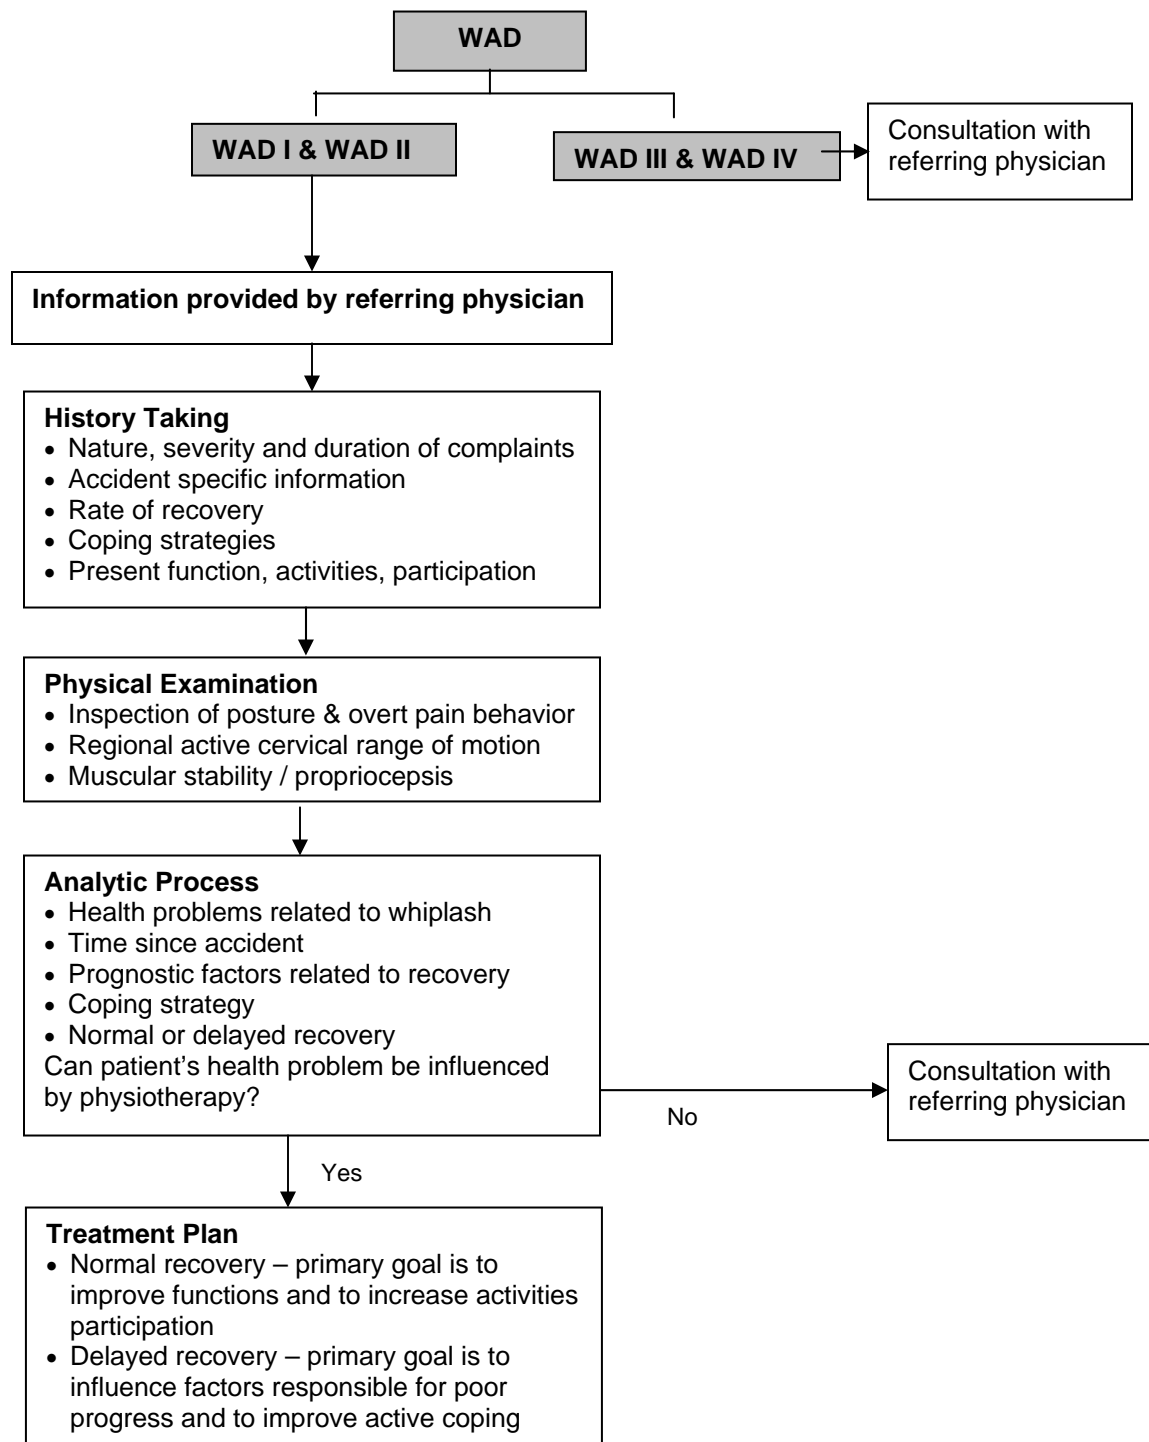 WAD
WAD I & WAD II
WAD III & WAD IV
Consultation with
referring physician
Information provided by referring physician
History Taking
• Nature, severity and duration of complaints
• Accident specific information
• Rate of recovery
• Coping strategies
• Present function, activities, participation
Physical Examination
• Inspection of posture & overt pain behavior
• Regional active cervical range of motion
• Muscular stability / propriocepsis
Analytic Process
• Health problems related to whiplash
• Time since accident
• Prognostic factors related to recovery
• Coping strategy
• Normal or delayed recovery
Can patient’s health problem be influenced
by physiotherapy?
No
Consultation with
referring physician
Yes
Treatment Plan
• Normal recovery – primary goal is to
improve functions and to increase activities
participation
• Delayed recovery – primary goal is to
influence factors responsible for poor
progress and to improve active coping